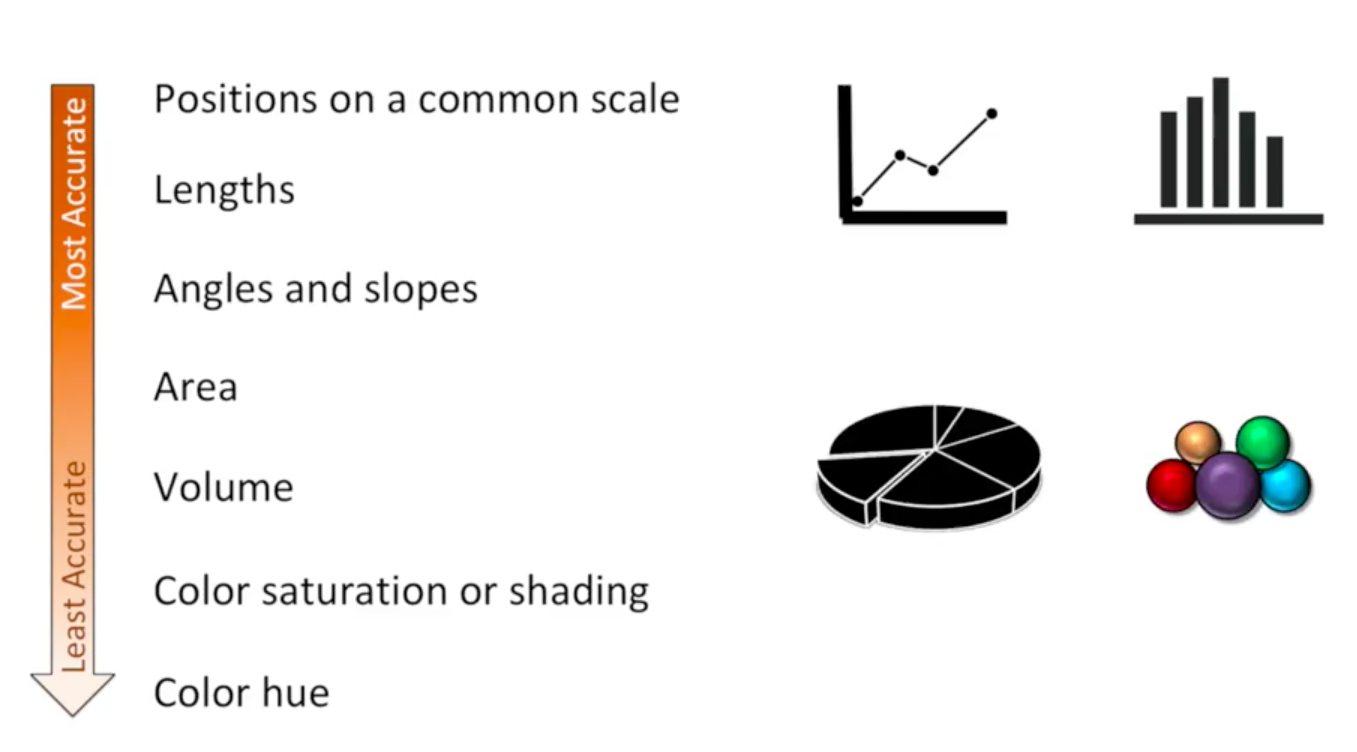 Most Accurate
Least Accurate
Positions on a common scale
Lengths
Angles and slopes
Area
Volume
Color saturation or shading
Color hue